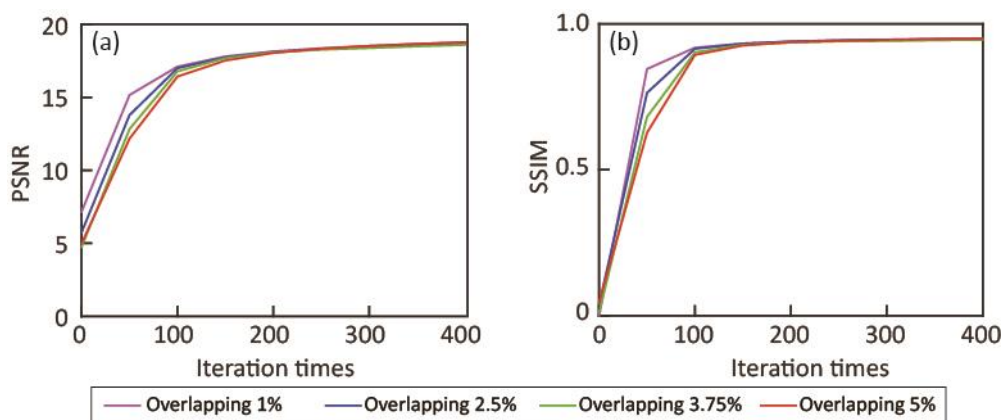 20
(a)
15
PSNR
10
5
0
0 100 200 300 400
Iteration times
1.0
(b)
SSIM
0.5
0
0 100 200 300 400
Iteration times
Overlapping 1% Overlapping 2.5% Overlapping 3.75% Overlapping 5%